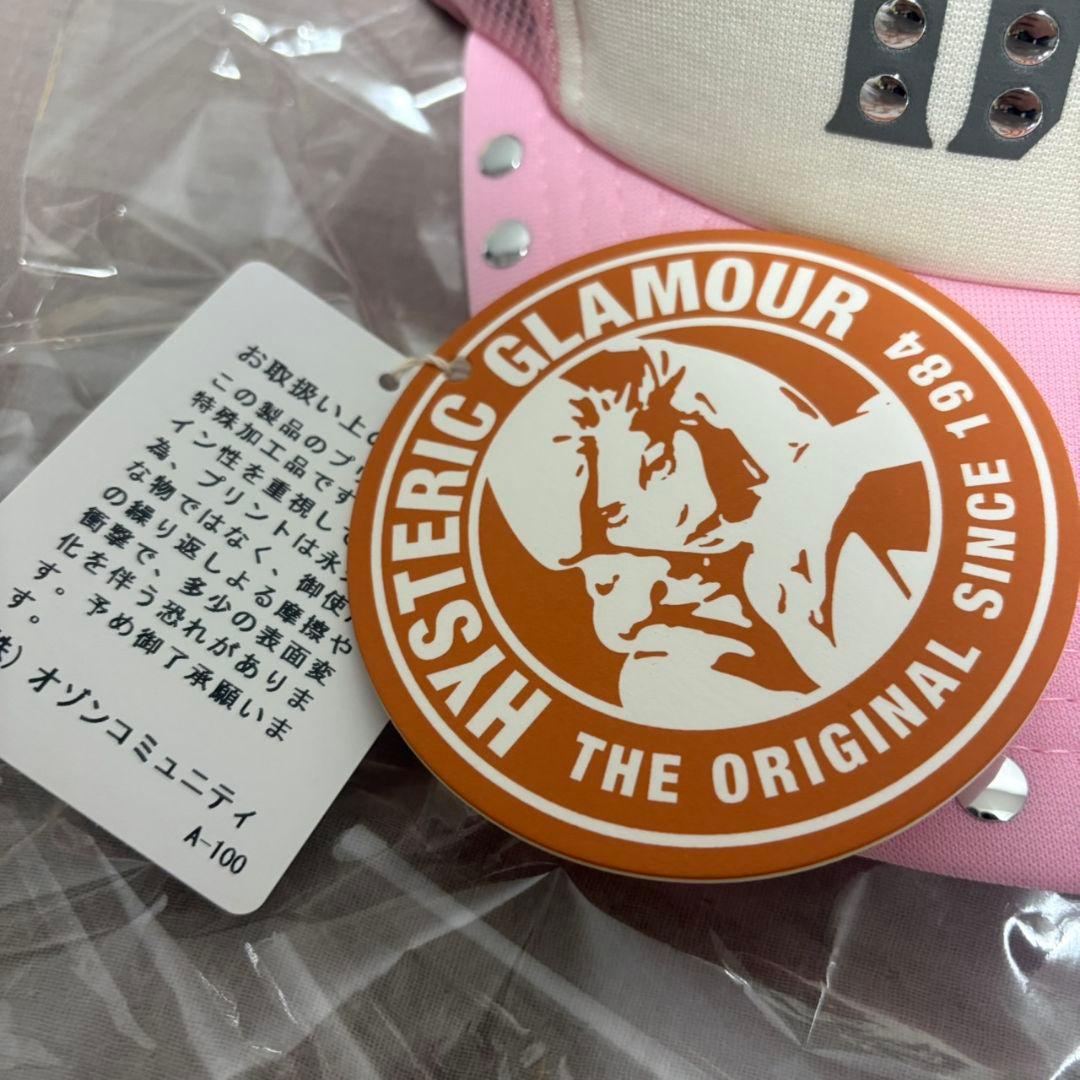 お取扱い上の
この製品のプリ
特殊加工品です
イン性を重視し
為、プリントは永
な物ではなく、御使
の繰り返しよる摩擦や
衝撃で、多少の表面変
化を伴う恐れがありま
す。予め御了承願いま
す。
株) オゾンコミュニティ
A-100
HYSTERIC GLAMOUR
THE ORIGINAL SINCE 1984